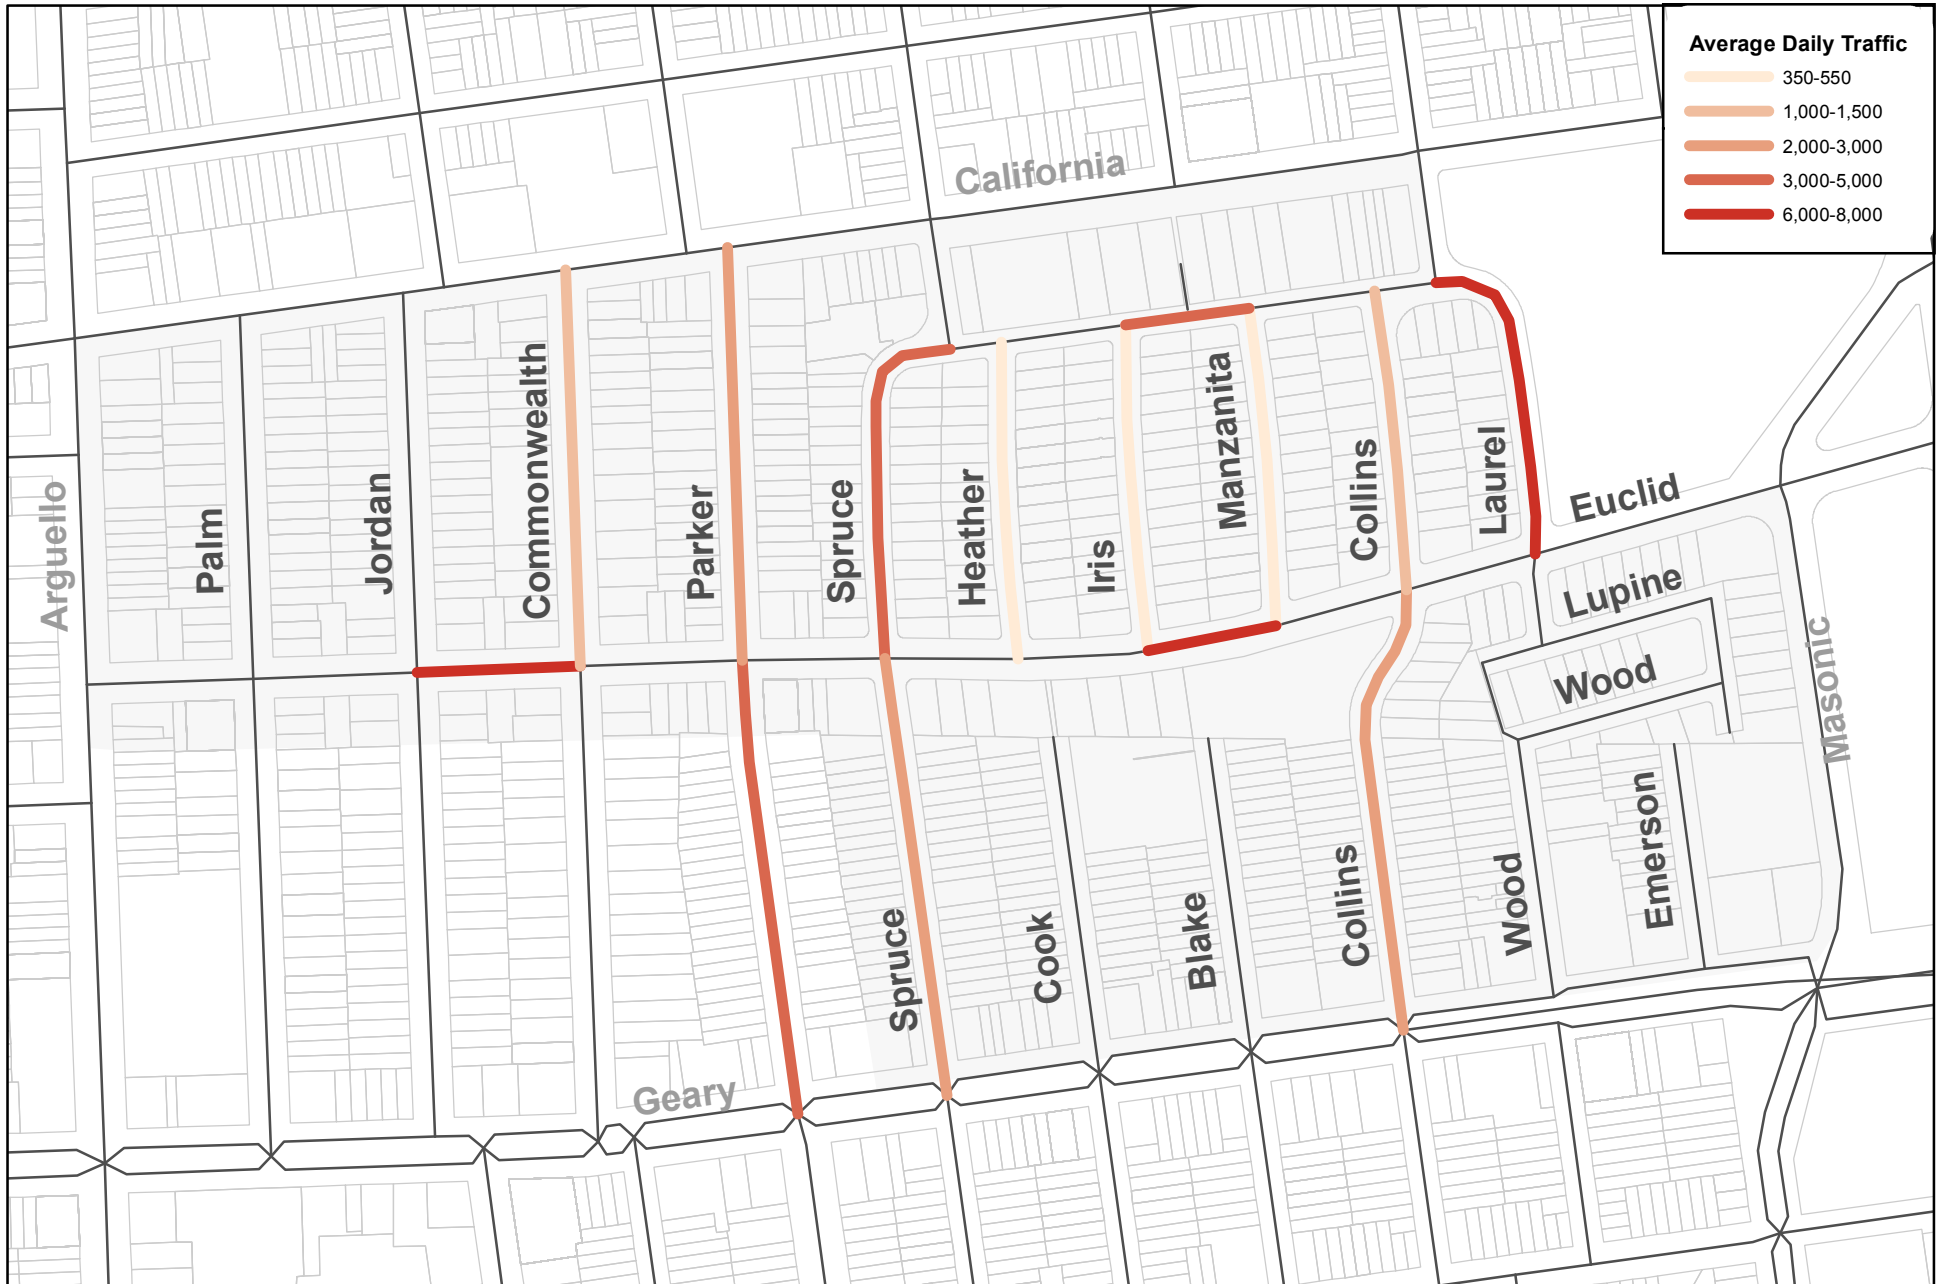 Average Daily Traffic
350-550
1,000-1,500
2,000-3,000
3,000-5,000
6,000-8,000
California
Arguello
Palm
Jordan
Commonwealth
Parker
Spruce
Heather
Iris
Manzanita
Collins
Laurel
Euclid
Lupine
Wood
Masonic
Spruce
Cook
Blake
Collins
Wood
Emerson
Geary